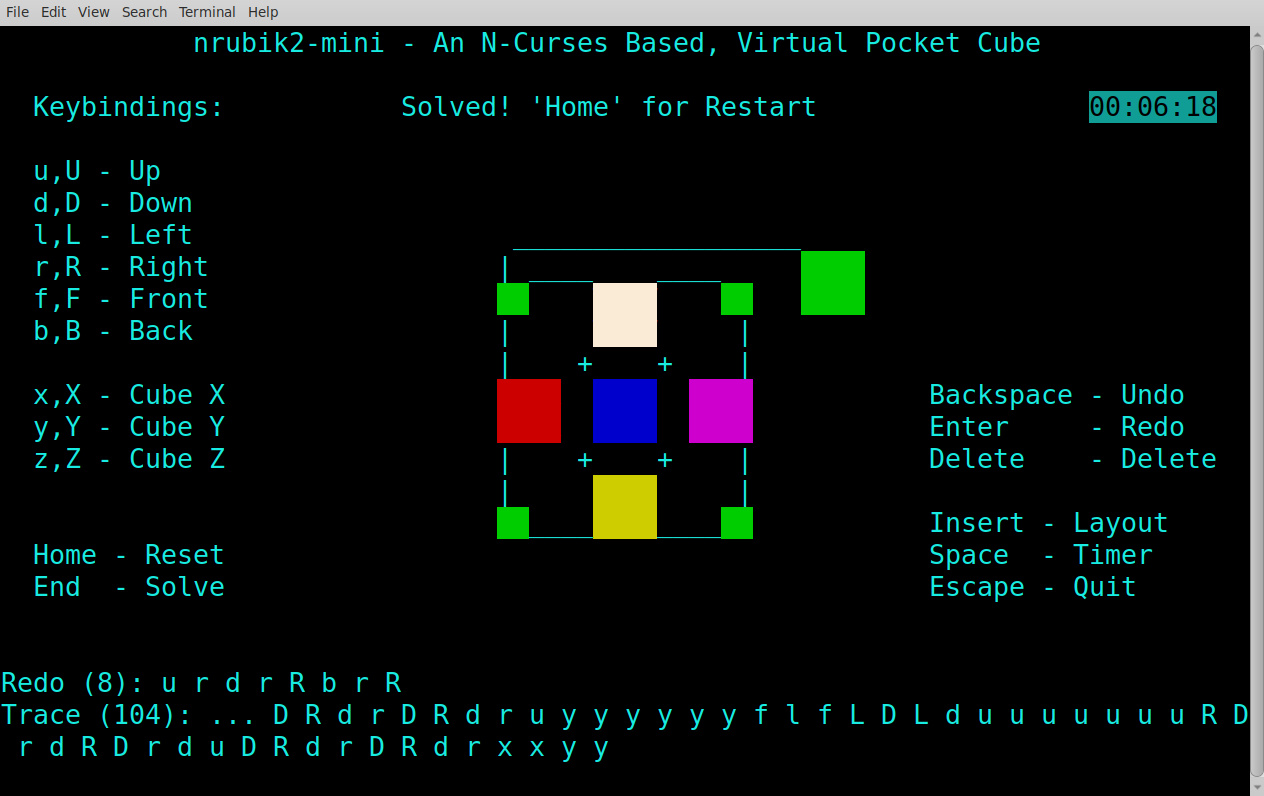 File Edit View Search Terminal Help
nrubik2-mini - An N-Curses Based, Virtual Pocket Cube
Keybindings: Solved! 'Home' for Restart 00:06:18
u,U - Up
d,D - Down
l,L - Left
r,R - Right
f,F - Front
b,B - Back
+ +
x,X - Cube X Backspace - Undo
y,Y - Cube Y Enter - Redo
z,Z - Cube Z + + Delete - Delete
Insert - Layout
Home - Reset Space - Timer
End - Solve Escape - Quit
Redo (8): u r d r R b r R
Trace (104): ... D R d r D R d r u y y y y y y f l f L D L d u u u u u u u R D
r d R D r d u D R d r D R d r x x y y